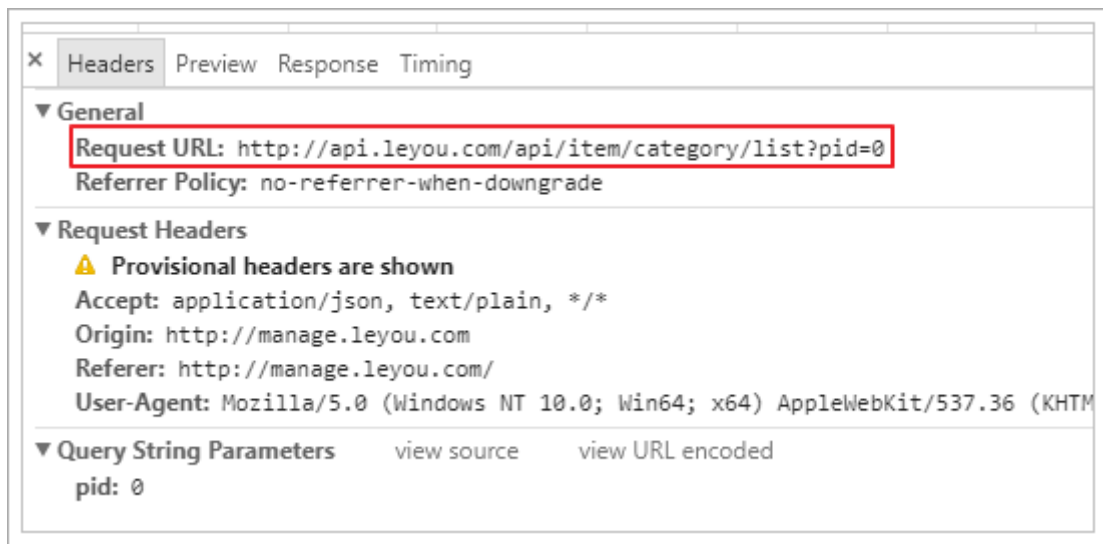 × Headers Preview Response Timing
▼ General
Request URL: http://api.leyou.com/api/item/category/list?pid=0
Referrer Policy: no-referrer-when-downgrade
▼ Request Headers
Provisional headers are shown
Accept: application/json, text/plain, */*
Origin: http://manage.leyou.com
Referer: http://manage.leyou.com/
User-Agent: Mozilla/5.0 (Windows NT 10.0; Win64; x64) AppleWebKit/537.36 (KHTM
▼ Query String Parameters view source view URL encoded
pid: 0